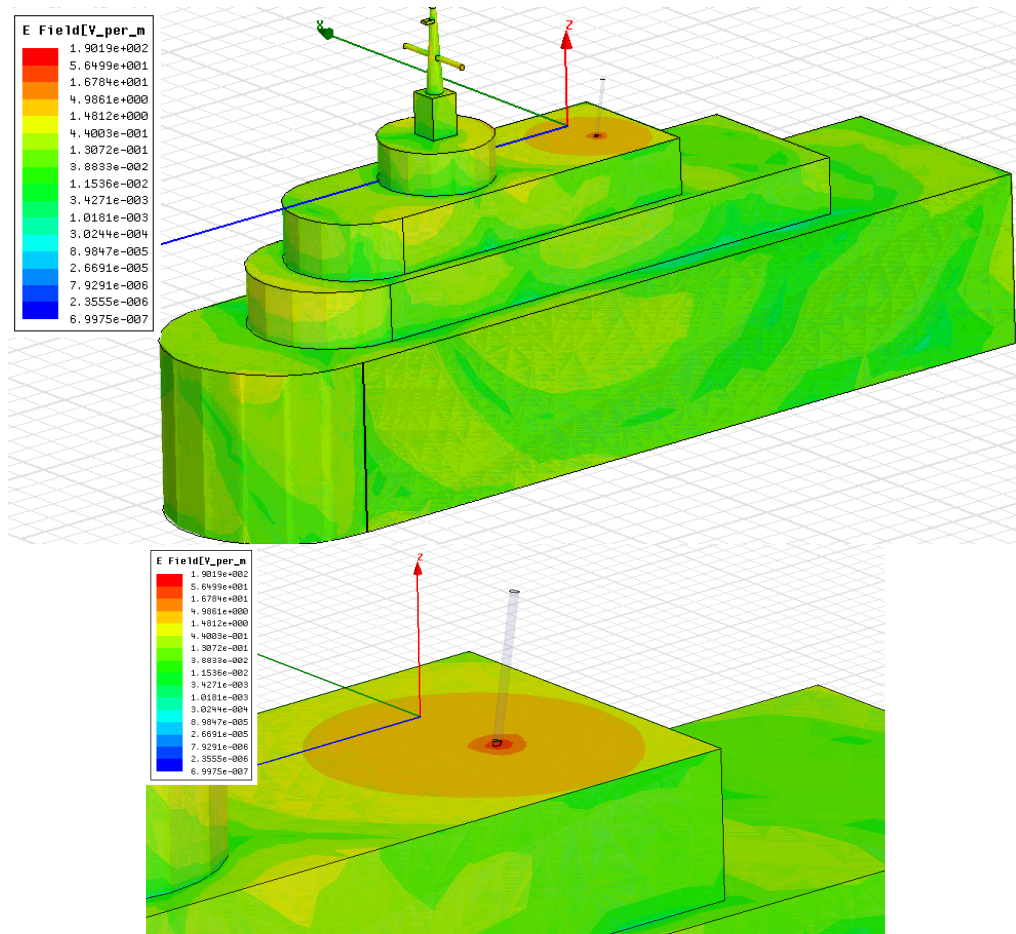 E Field[V_per_m
1.9019e+002
5.6499e+001
1.6784e+001
4.9861e+000
1.4812e+000
4.4003e-001
1.3072e-001
3.8833e-002
1.1536e-002
3.4271e-003
1.0181e-003
3.0244e-004
8.9847e-005
2.6691e-005
7.9291e-006
2.3555e-006
6.9975e-007
X
Z
E Field[V_per_m
1.9019e+002
5.6499e+001
1.6784e+001
4.9861e+000
1.4812e+000
4.4003e-001
1.3072e-001
3.8833e-002
1.1536e-002
3.4271e-003
1.0181e-003
3.0244e-004
8.9847e-005
2.6691e-005
7.9291e-006
2.3555e-006
6.9975e-007
Z